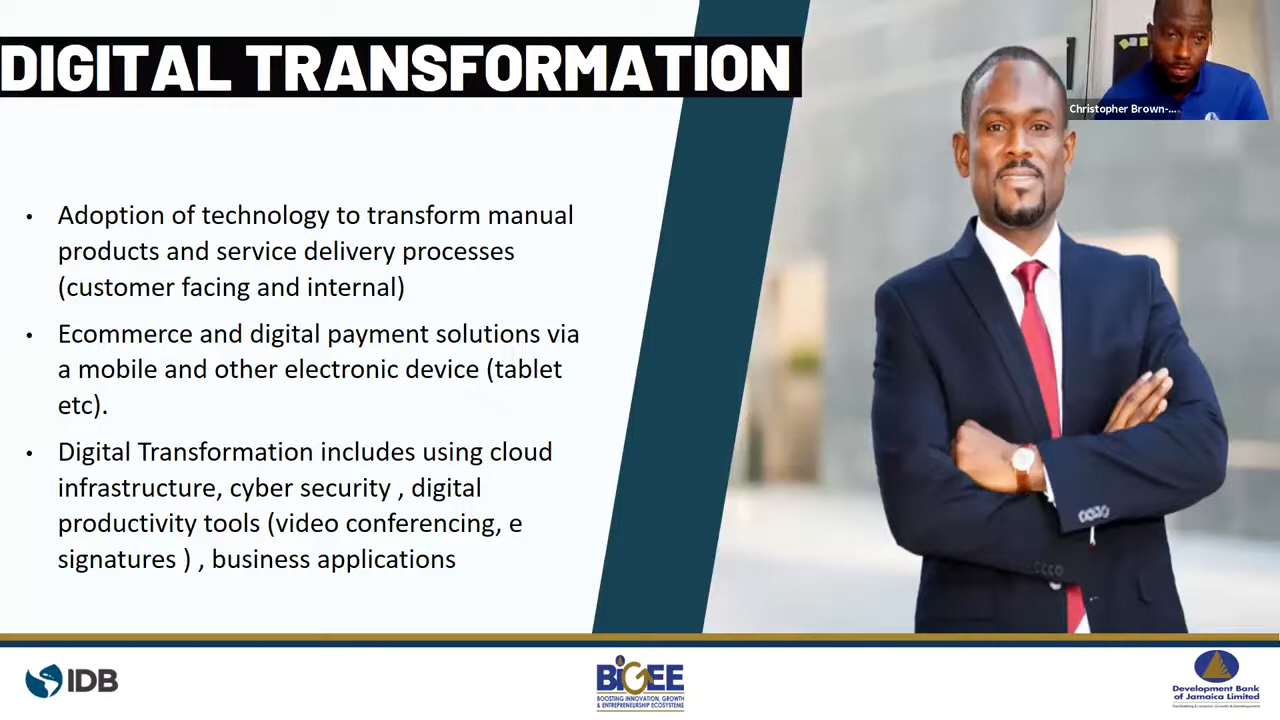 DIGITAL TRANSFORMATION
Christopher Brown-...
• Adoption of technology to transform manual
products and service delivery processes
(customer facing and internal)
• Ecommerce and digital payment solutions via
a mobile and other electronic device (tablet
etc).
• Digital Transformation includes using cloud
infrastructure, cyber security , digital
productivity tools (video conferencing, e
signatures ) , business applications
IDB
BiGEE
BOOSTING INNOVATION, GROWTH
& ENTREPRENEURSHIP ECOSYSTEMS
Development Bank
of Jamaica Limited